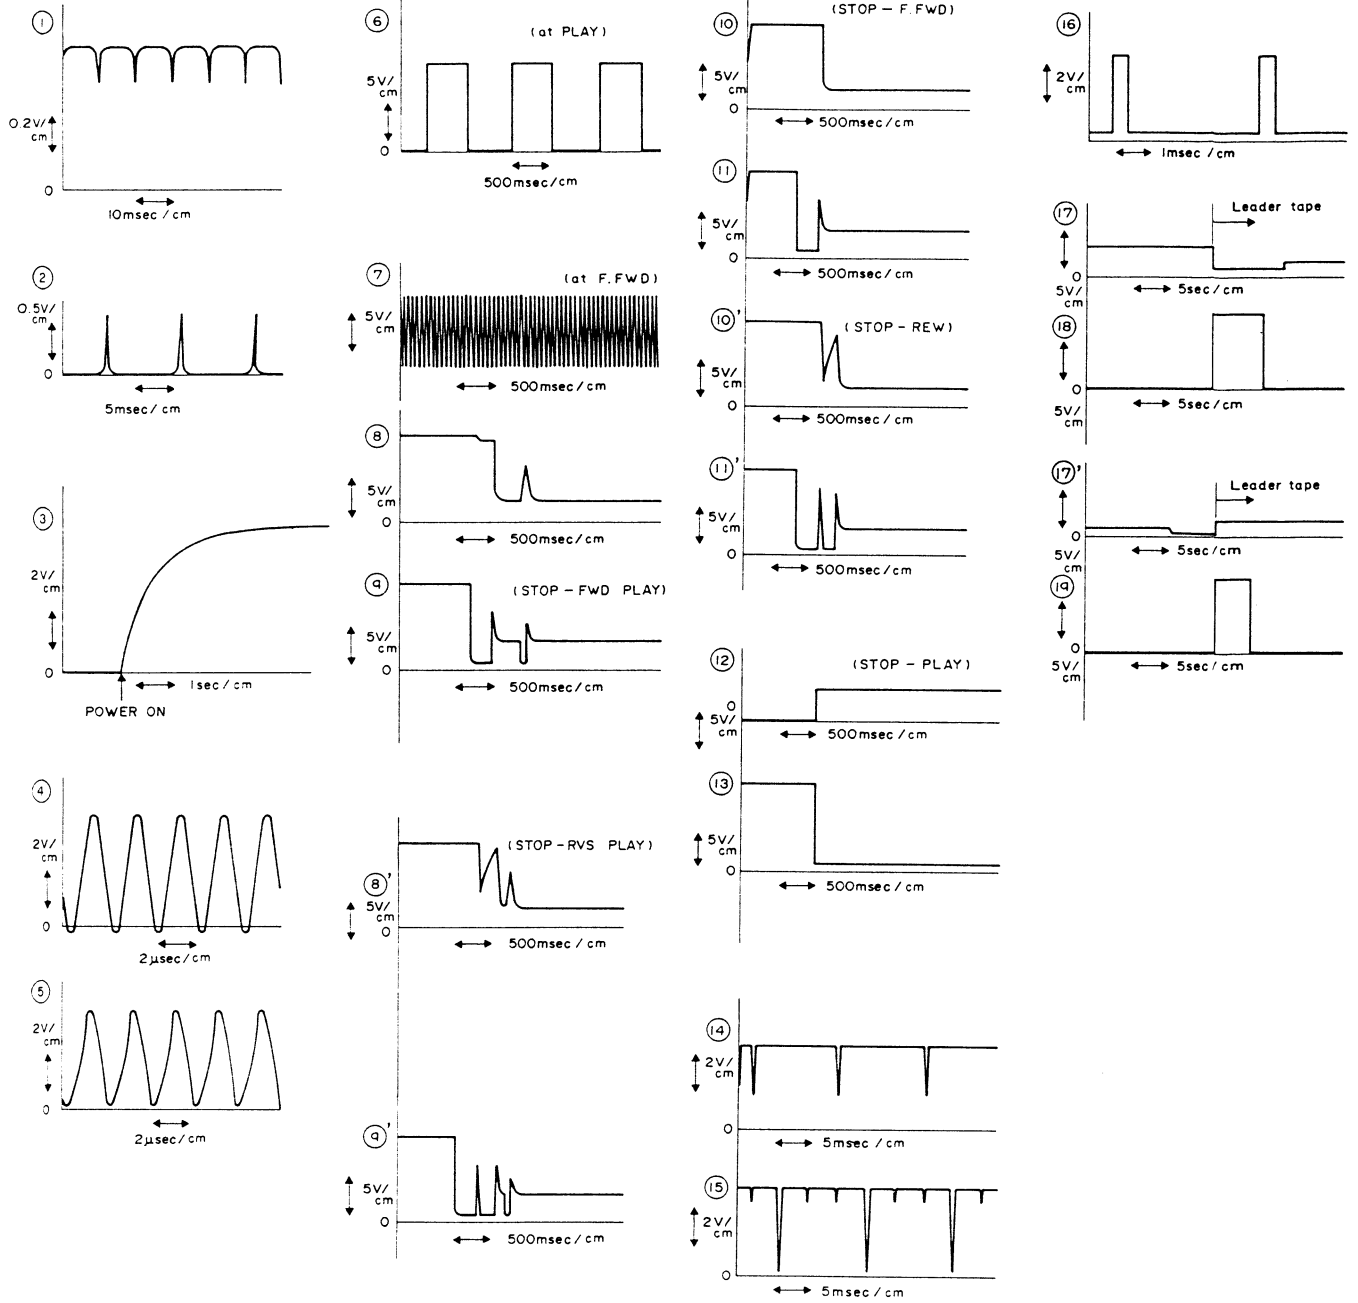 1
0.2V/
cm
0
10msec/cm
2
0.5V/
cm
0
5msec/cm
3
2V/
cm
0
1sec/cm
POWER ON
4
2V/
cm
0
2μsec/cm
5
2V/
cm
0
2μsec/cm
6
(at PLAY)
5V/
cm
0
500msec/cm
7
(at F.FWD)
5V/
cm
500msec/cm
8
5V/
cm
0
500msec/cm
9
(STOP – FWD PLAY)
5V/
cm
0
500msec/cm
(STOP-RVS PLAY)
8'
5V/
cm
0
500msec/cm
9'
5V/
cm
0
500msec/cm
(STOP – F.FWD)
10
5V/
cm
0
500msec/cm
11
5V/
cm
0
500msec/cm
10'
(STOP-REW)
5V/
cm
0
500msec/cm
11'
5V/
cm
0
500msec/cm
12
(STOP-PLAY)
0
5V/
cm
500msec/cm
13
5V/
cm
0
500msec/cm
14
2V/
cm
0
5msec/cm
15
2V/
cm
0
5msec/cm
16
2V/
cm
0
1msec/cm
17
Leader tape
0
5V/
cm
5sec/cm
18
0
5V/
cm
5sec/cm
17'
Leader tape
0
5V/
cm
5sec/cm
19
0
5V/
cm
5sec/cm